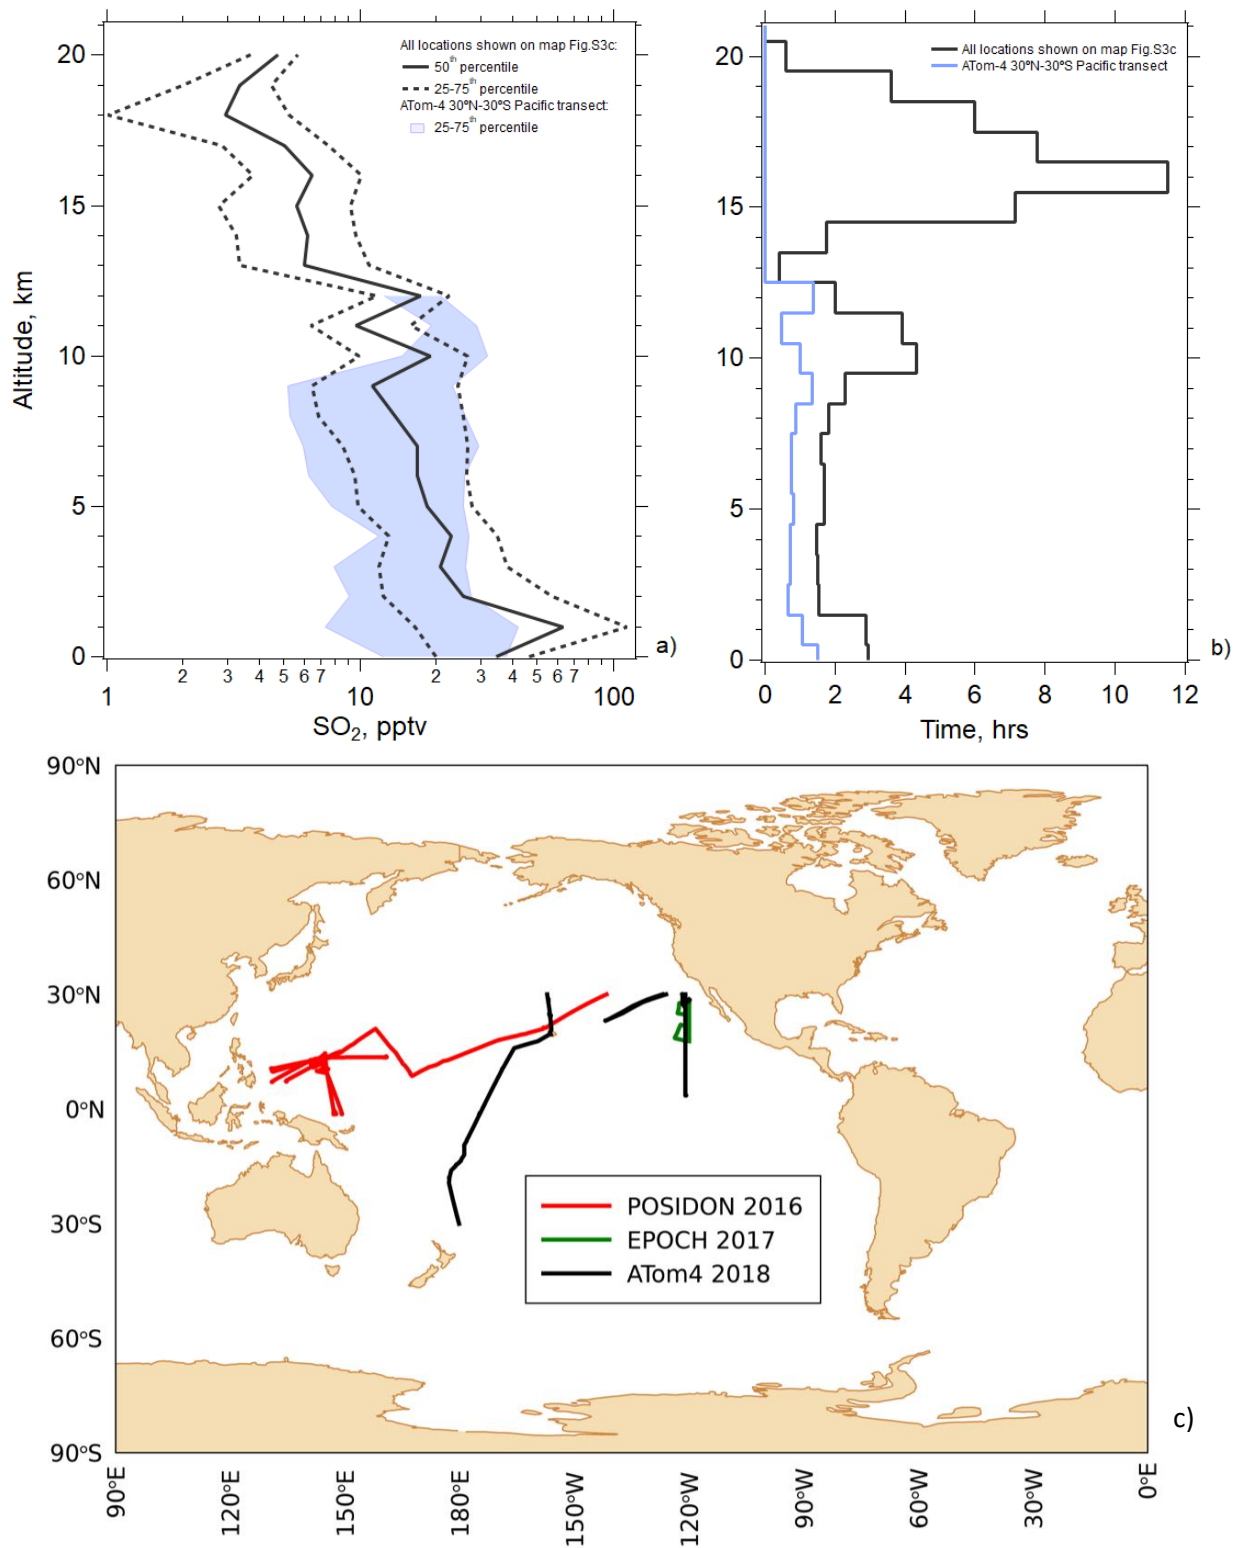 All locations shown on map Fig.S3c:
50th percentile
25-75th percentile
ATom-4 30ºN-30ºS Pacific transect:
25-75th percentile
20
15
10
5
0
Altitude, km
1
2
3
4
5
6
7
10
2
3
4
5
6
7
100
SO2, pptv
a)
All locations shown on map Fig.S3c
ATom-4 30ºN-30ºS Pacific transect
20
15
10
5
0
0 2 4 6 8 10 12
Time, hrs
b)
90°N
60°N
30°N
0°N
30°S
60°S
90°S
POSIDON 2016
EPOCH 2017
ATom4 2018
c)
90°E
120°E
150°E
180°E
150°W
120°W
90°W
60°W
30°W
0°E